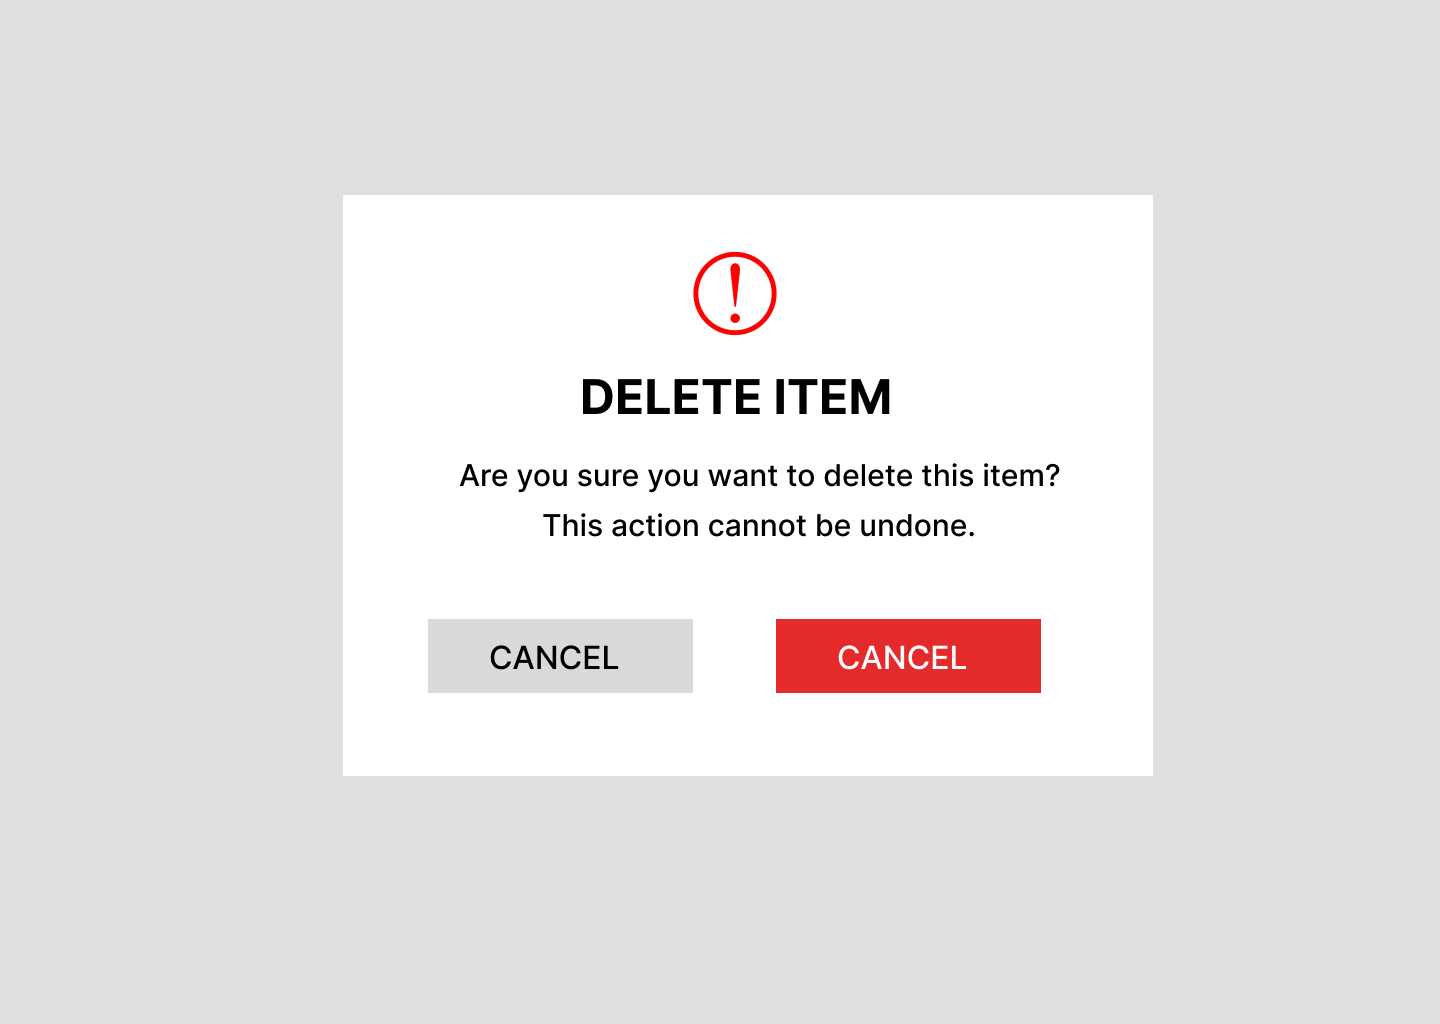 DELETE ITEM
Are you sure you want to delete this item?
This action cannot be undone.
CANCEL
CANCEL